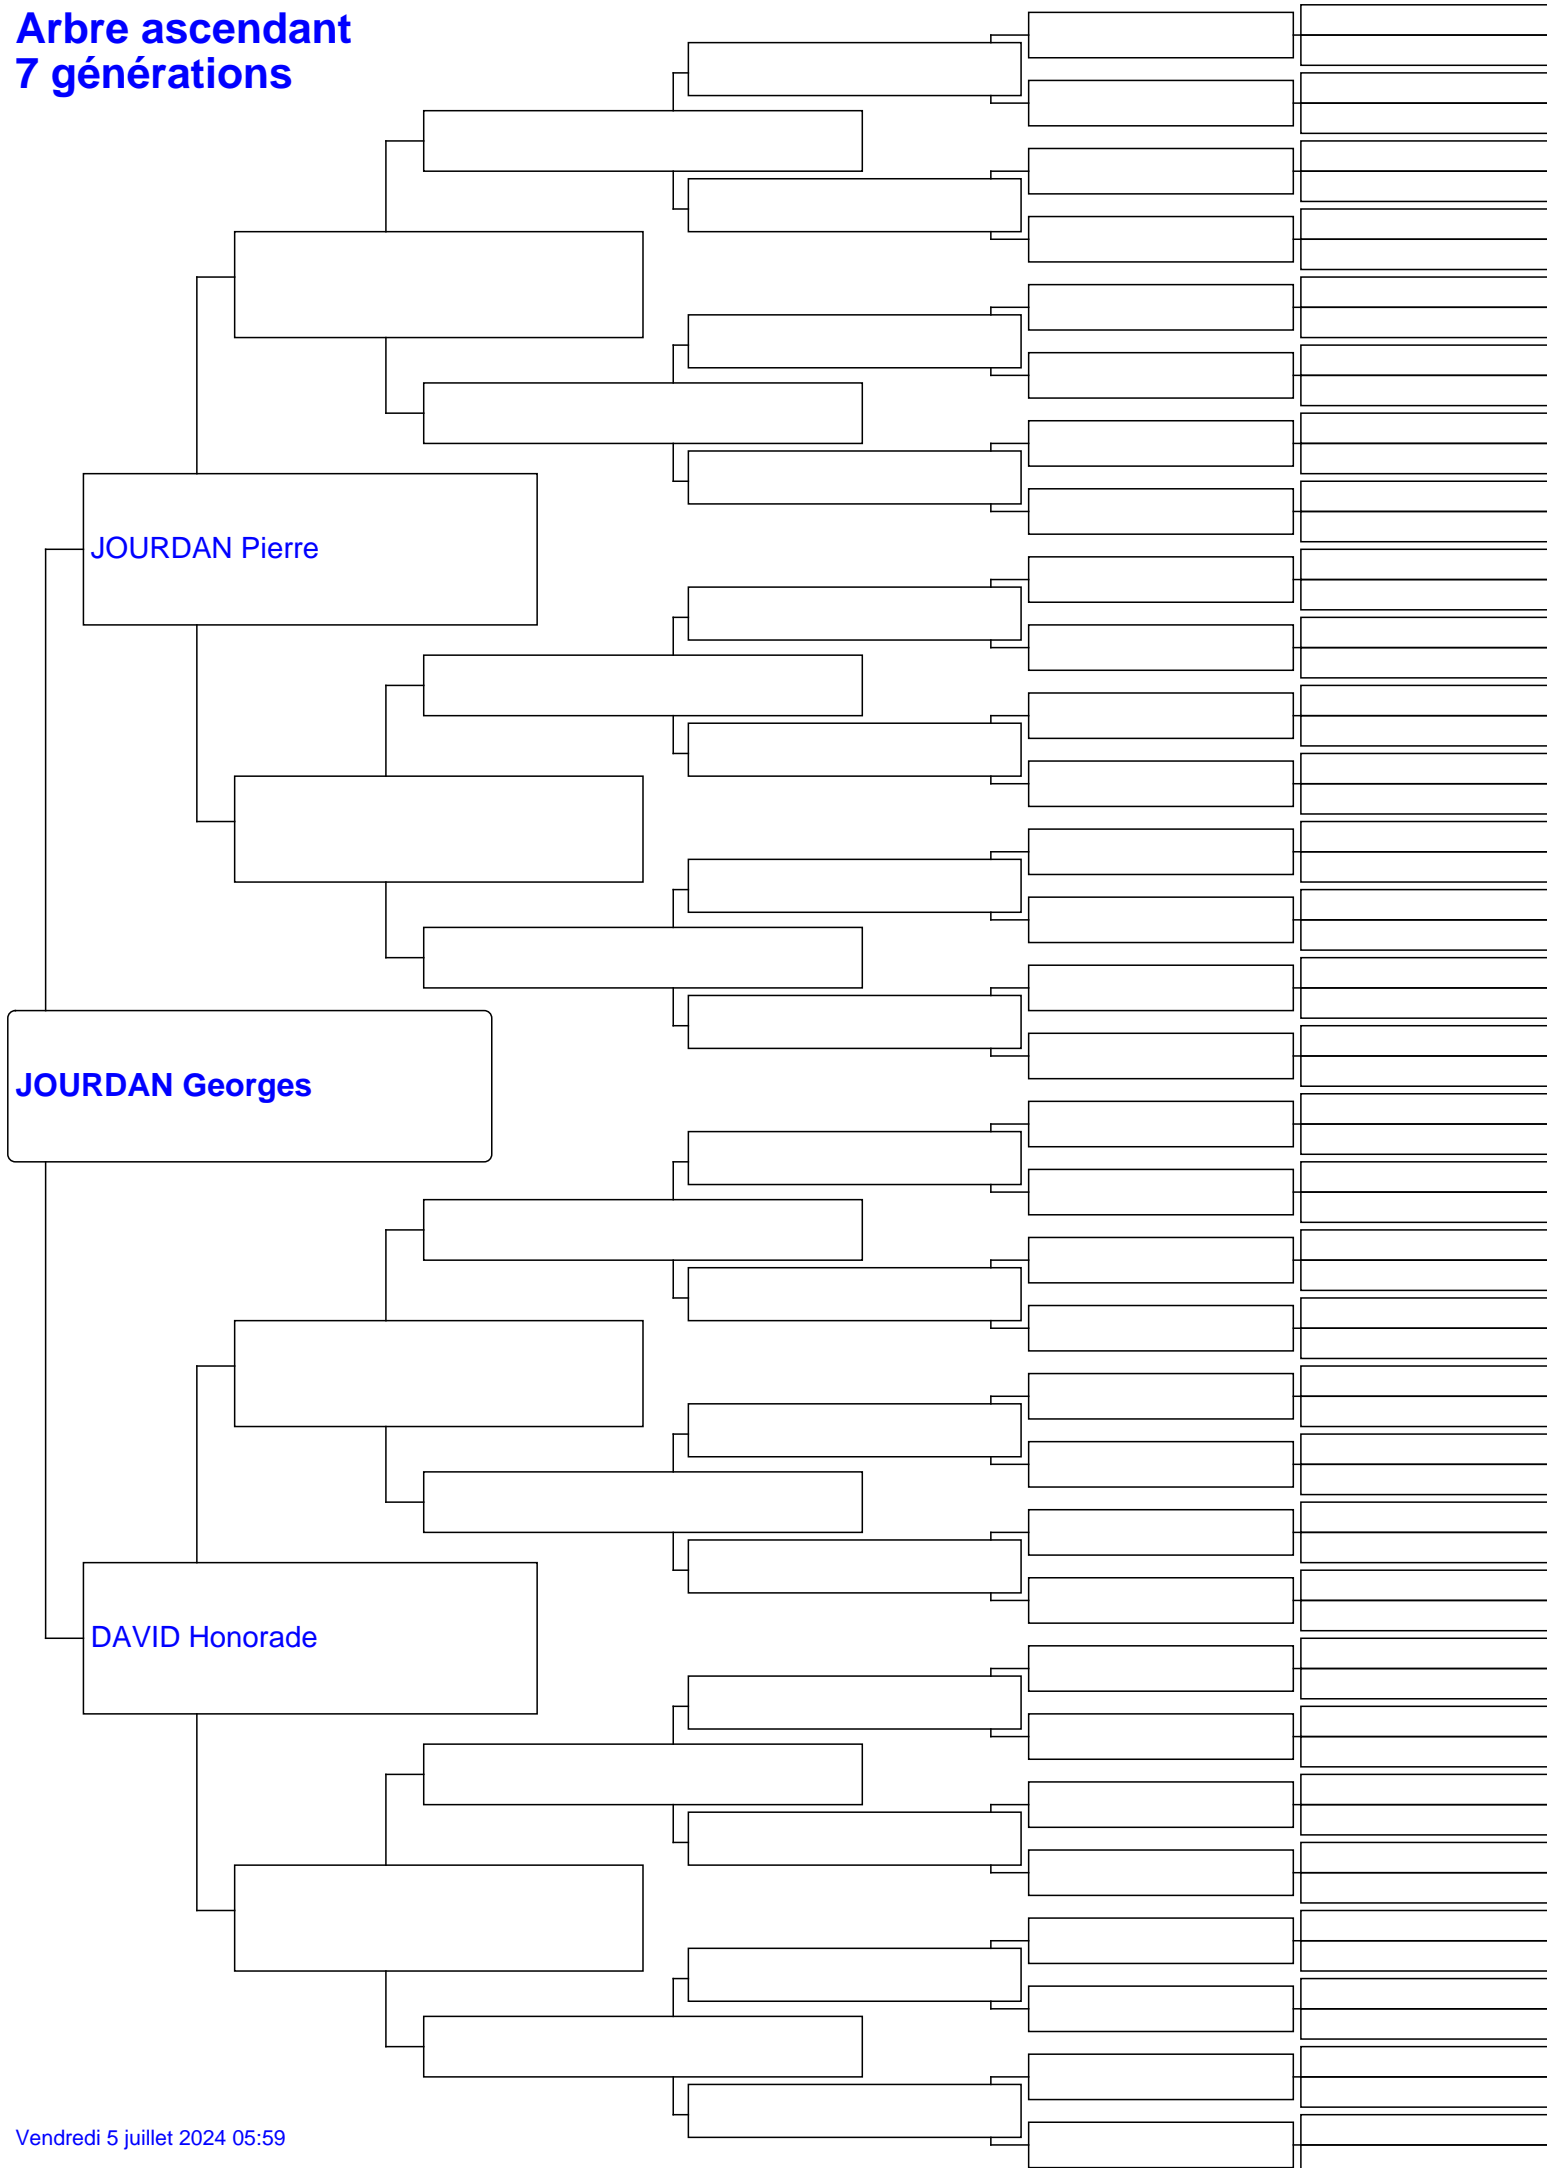 Arbre ascendant
7 générations
JOURDAN Pierre
JOURDAN Georges
DAVID Honorade
Vendredi 5 juillet 2024 05:59